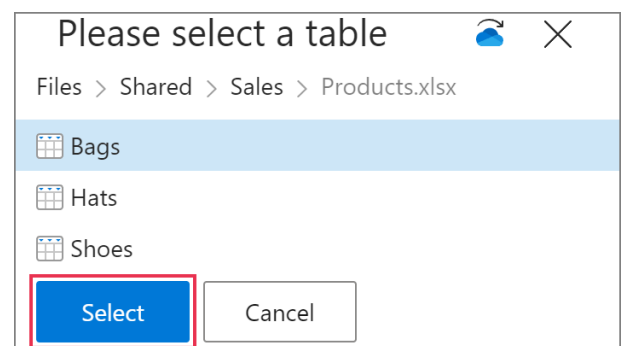 Please select a table
Files > Shared > Sales > Products.xlsx
Bags
Hats
Shoes
Select Cancel